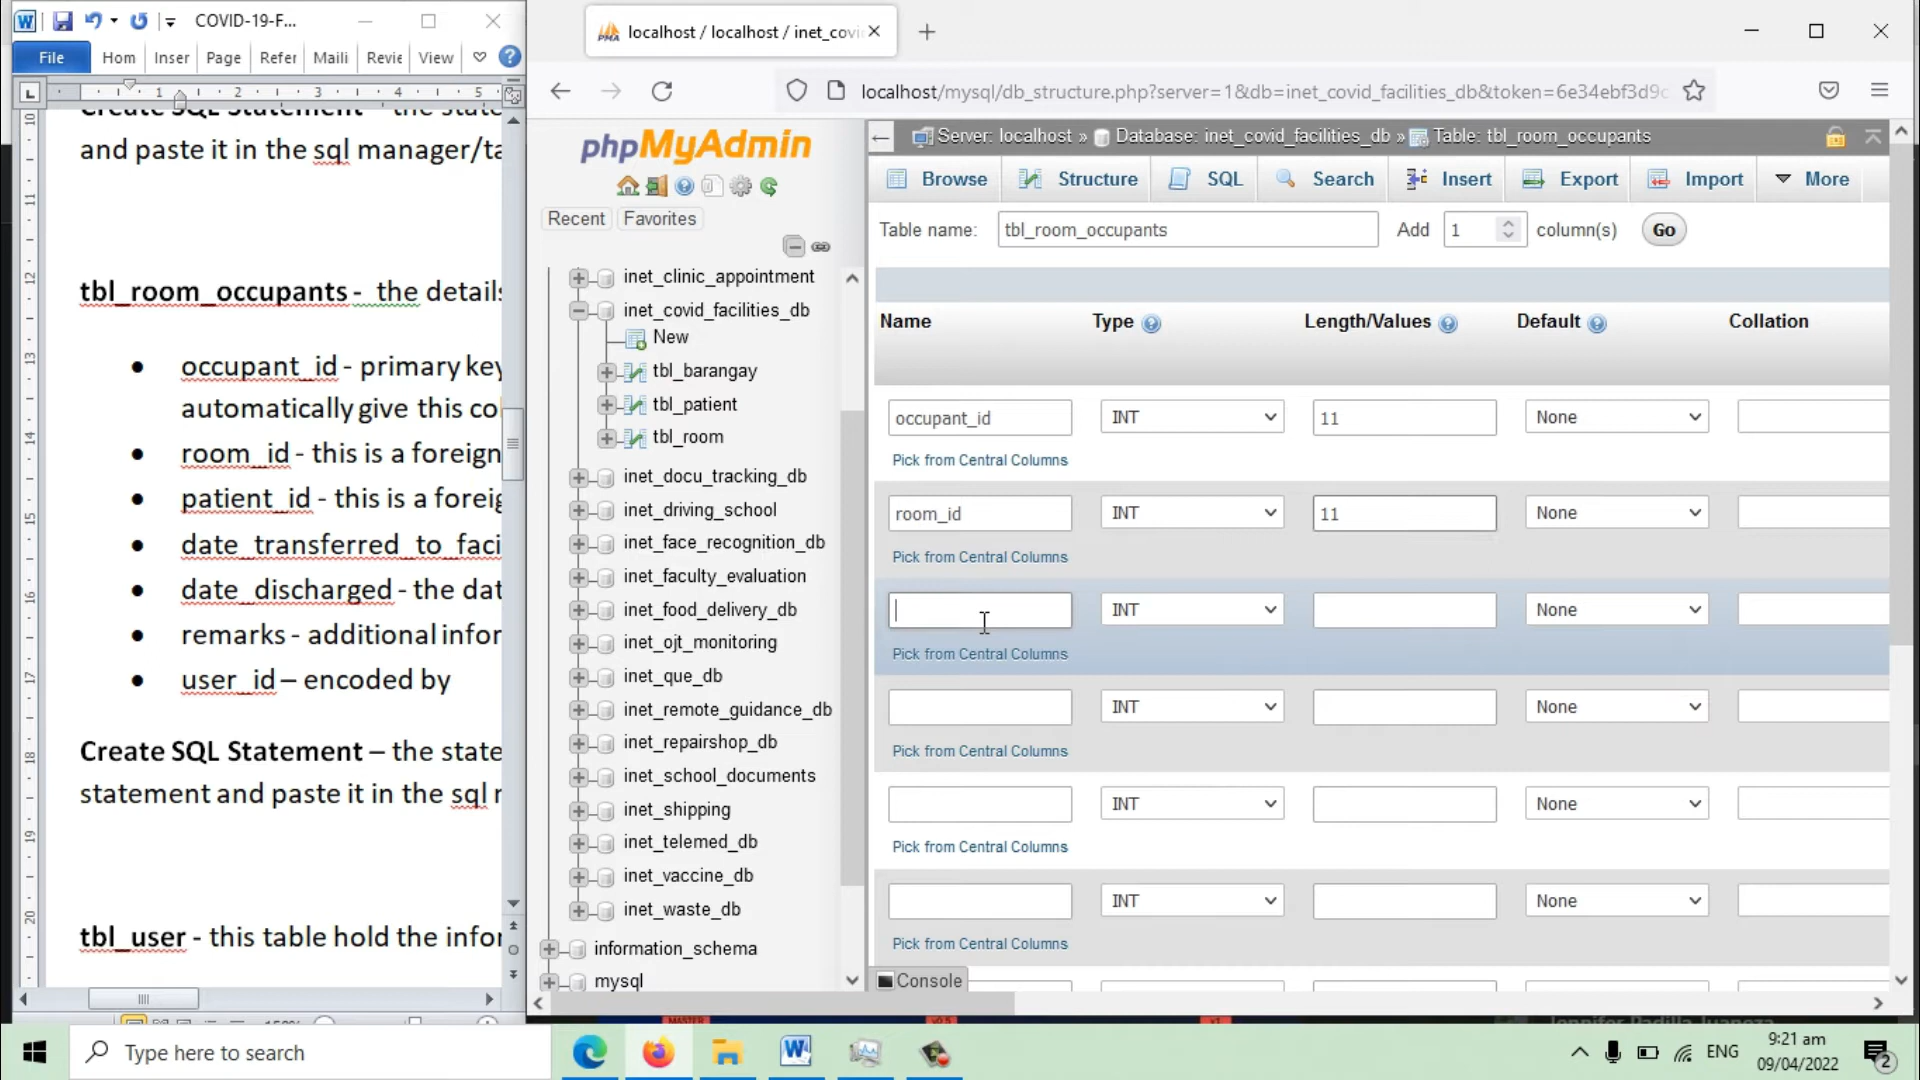 COVID-19-F...
File Hom Inser Page Refer Maili Revie View
1 2 3 4 5
and paste it in the sql manager/ta
tbl_room_occupants - the details
occupant_id - primary key
automatically give this co
room_id - this is a foreign
patient_id - this is a foreig
date_transferred_to_faci
date_discharged - the dat
remarks - additional infor
user_id – encoded by
Create SQL Statement – the state
statement and paste it in the sql
tbl_user - this table hold the infor
localhost / localhost / inet_covi
localhost/mysql/db_structure.php?server=1&db=inet_covid_facilities_db&token=6e34ebf3d9c
phpMyAdmin
Recent Favorites
inet_clinic_appointment
inet_covid_facilities_db
New
tbl_barangay
tbl_patient
tbl_room
inet_docu_tracking_db
inet_driving_school
inet_face_recognition_db
inet_faculty_evaluation
inet_food_delivery_db
inet_ojt_monitoring
inet_que_db
inet_remote_guidance_db
inet_repairshop_db
inet_school_documents
inet_shipping
inet_telemed_db
inet_vaccine_db
inet_waste_db
information_schema
mysql
Server: localhost » Database: inet_covid_facilities_db » Table: tbl_room_occupants
Browse Structure SQL Search Insert Export Import More
Table name: tbl_room_occupants Add 1 column(s) Go
Name Type Length/Values Default Collation
occupant_id INT 11 None
Pick from Central Columns
room_id INT 11 None
Pick from Central Columns
INT None
Pick from Central Columns
INT None
Pick from Central Columns
INT None
Pick from Central Columns
INT None
Pick from Central Columns
Console
Type here to search
ENG
9:21 am
09/04/2022
2